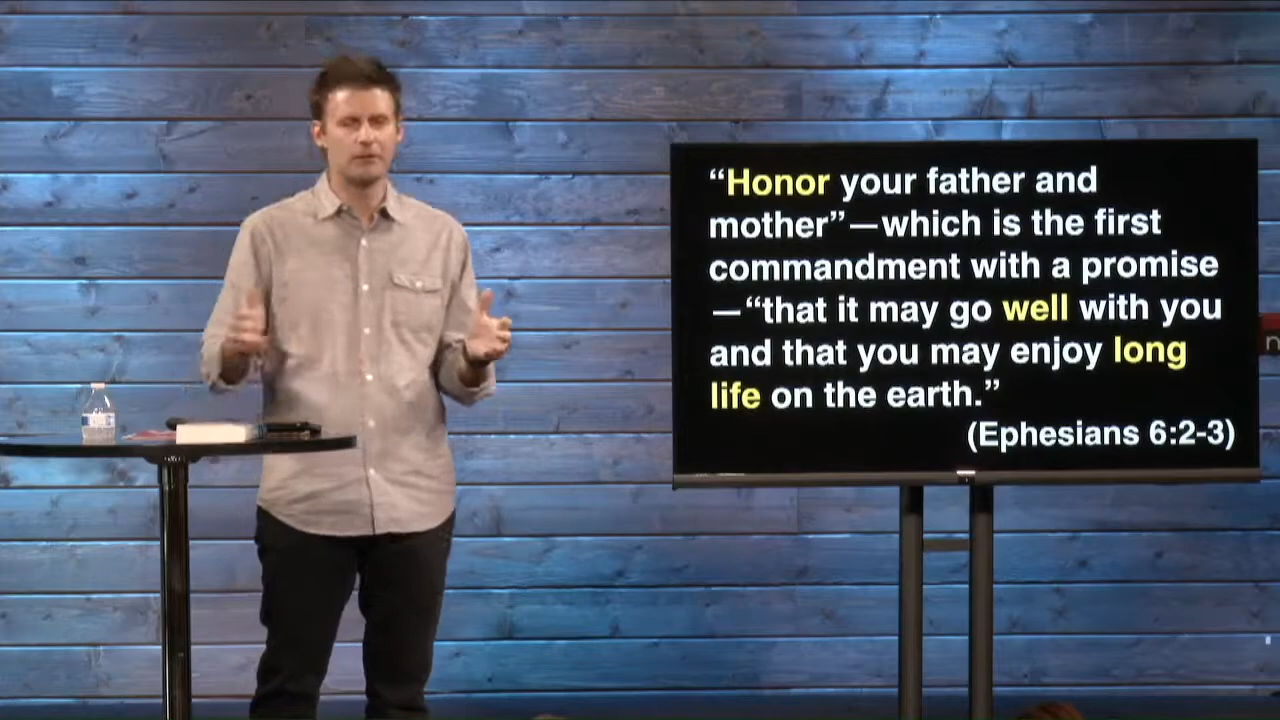 “Honor your father and
mother”—which is the first
commandment with a promise
—“that it may go well with you
and that you may enjoy long
life on the earth.”
(Ephesians 6:2-3)